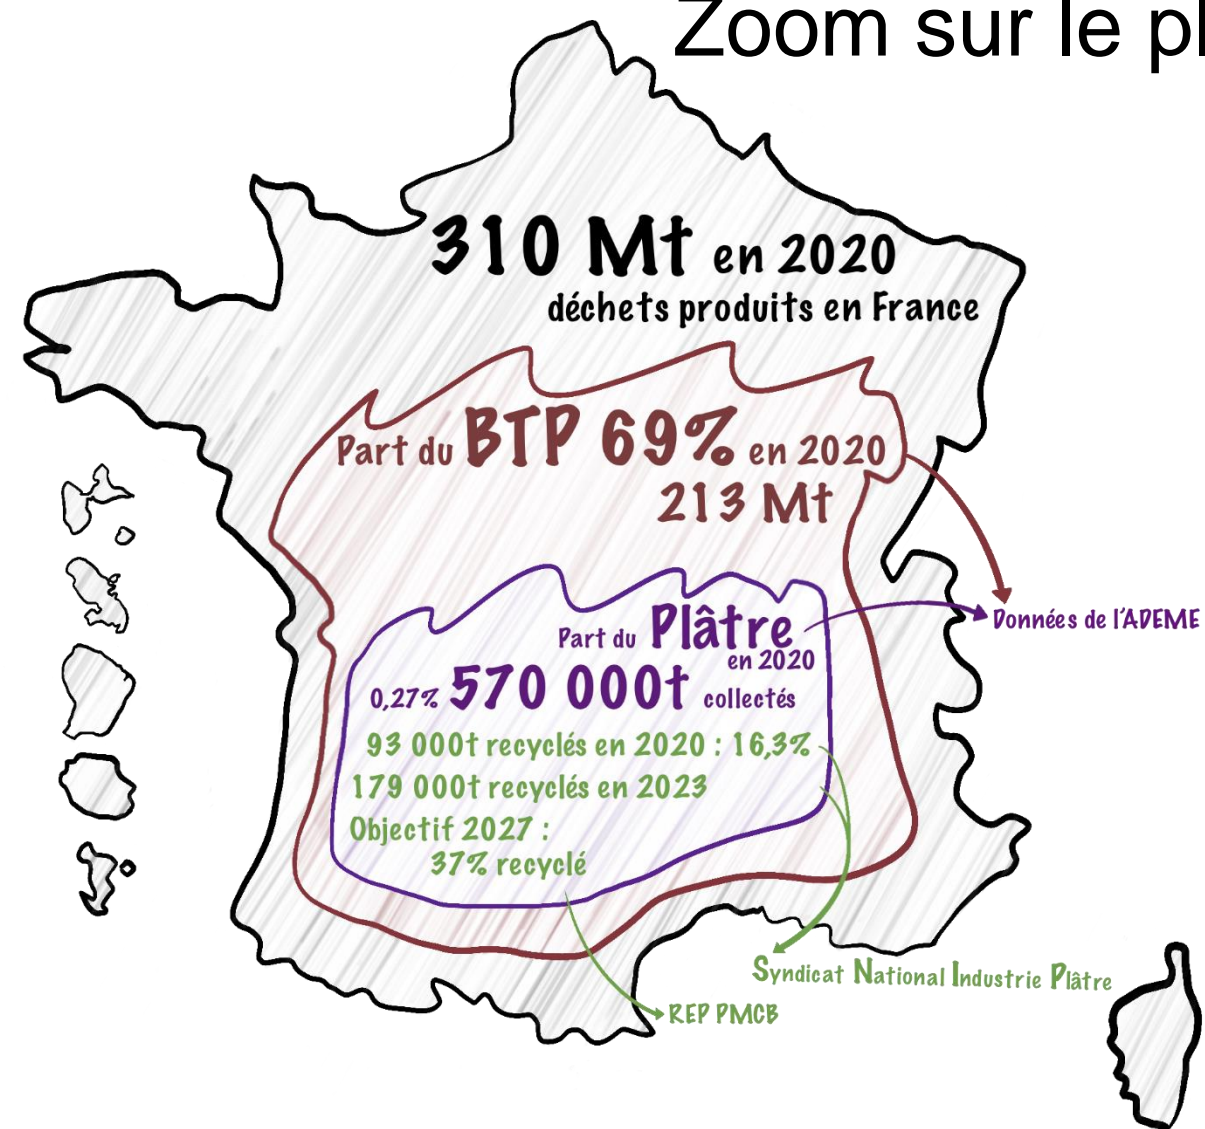 Zoom sur le pl
310 Mt en 2020
déchets produits en France
Part du BTP 69% en 2020
213 Mt
Part du Plâtre
en 2020
0,27% 570 000t collectés
93 000t recyclés en 2020 : 16,3%
179 000t recyclés en 2023
Objectif 2027 :
37% recyclé
Données de l'ADEME
Syndicat National Industrie Plâtre
REP PMCB